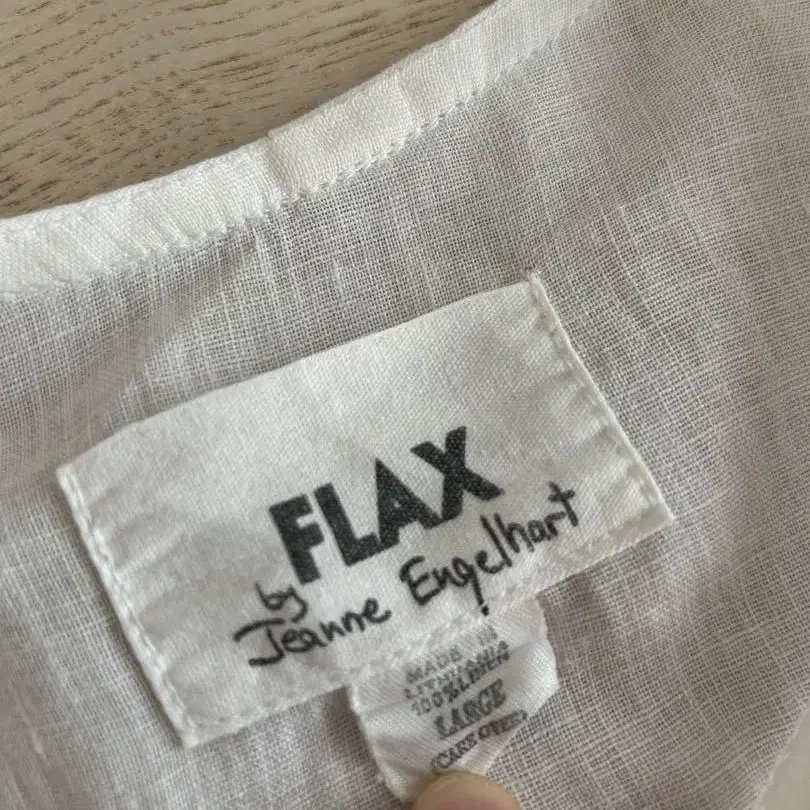 FLAX
by
Jeanne Engelhart
MADE IN
LITHUANIA
100% LINEN
LARGE
(CARE OVER)